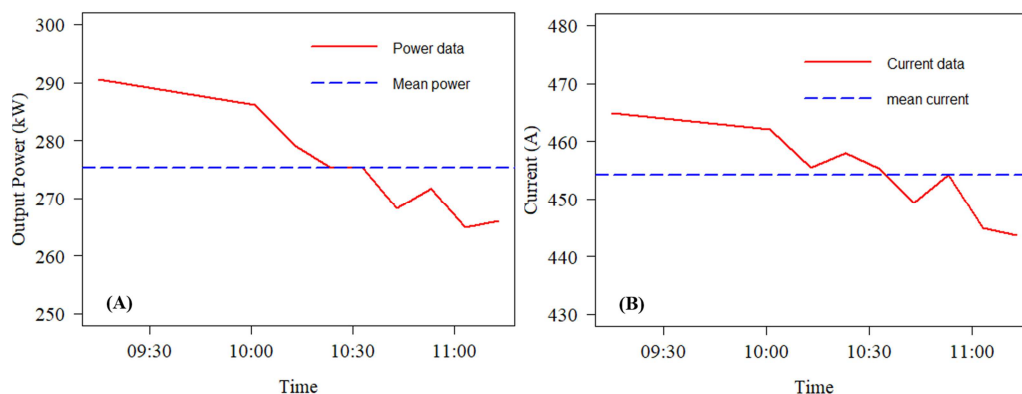 300
290
280
270
260
250
Output Power (kW)
Power data
Mean power
(A)
09:30 10:00 10:30 11:00
Time
480
470
460
450
440
430
Current (A)
Current data
mean current
(B)
09:30 10:00 10:30 11:00
Time